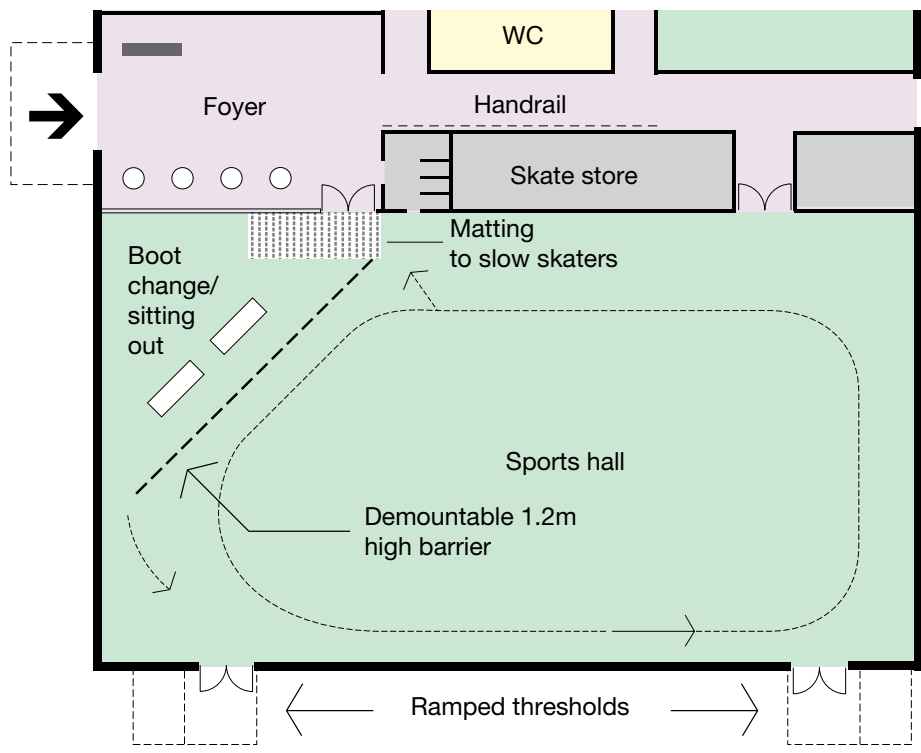 WC
Foyer
Handrail
Skate store
Matting
to slow skaters
Boot
change/
sitting
out
Sports hall
Demountable 1.2m
high barrier
Ramped thresholds